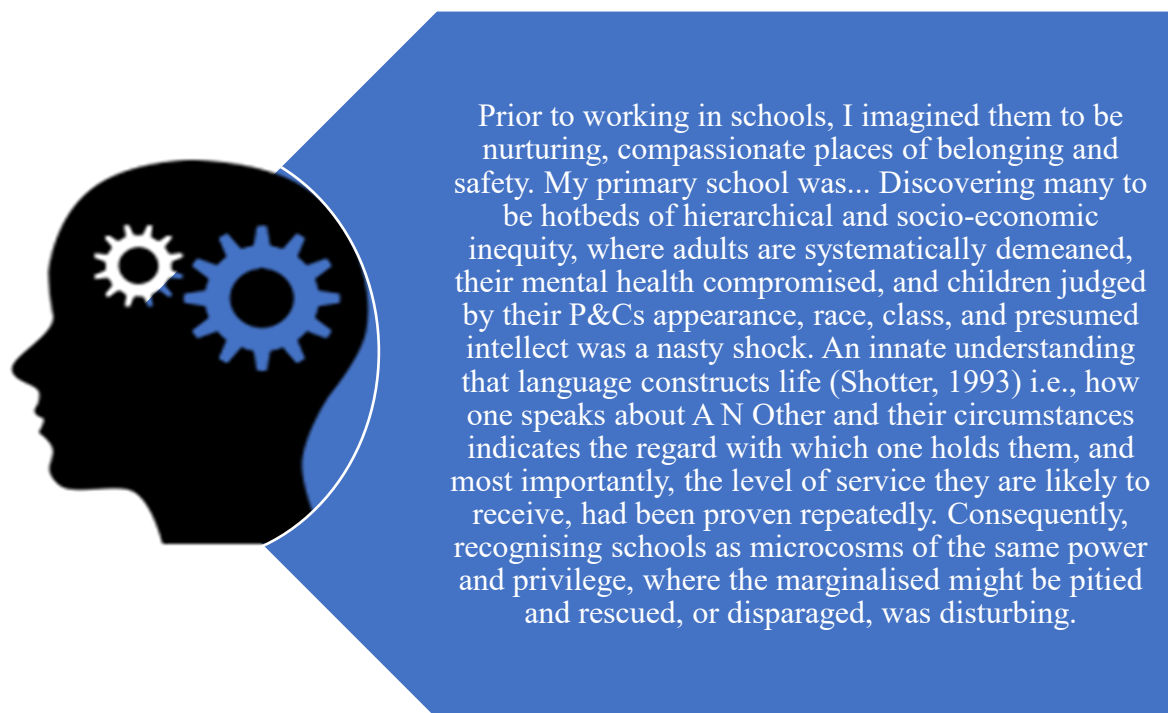 Prior to working in schools, I imagined them to be
nurturing, compassionate places of belonging and
safety. My primary school was... Discovering many to
be hotbeds of hierarchical and socio-economic
inequity, where adults are systematically demeaned,
their mental health compromised, and children judged
by their P&Cs appearance, race, class, and presumed
intellect was a nasty shock. An innate understanding
that language constructs life (Shotter, 1993) i.e., how
one speaks about A N Other and their circumstances
indicates the regard with which one holds them, and
most importantly, the level of service they are likely to
receive, had been proven repeatedly. Consequently,
recognising schools as microcosms of the same power
and privilege, where the marginalised might be pitied
and rescued, or disparaged, was disturbing.